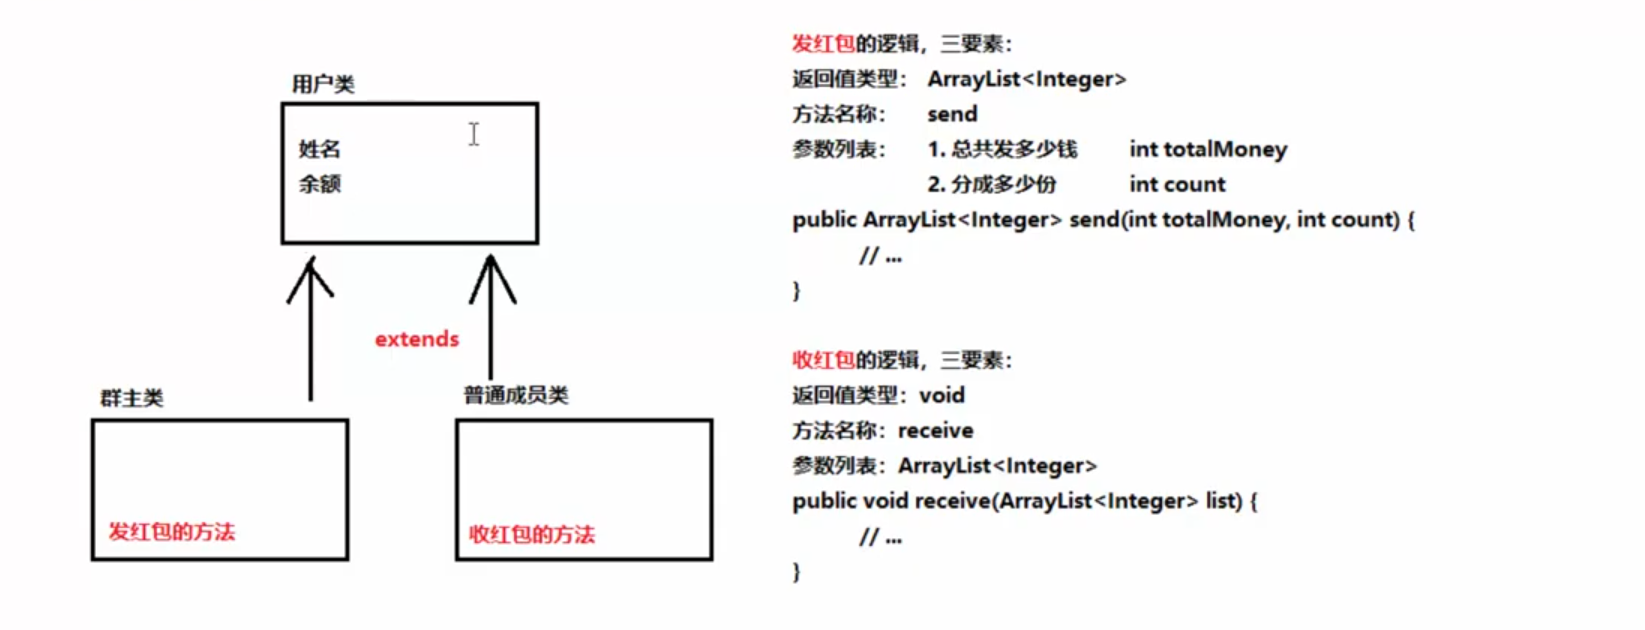 用户类
姓名
余额
extends
群主类
普通成员类
发红包的方法
收红包的方法
发红包的逻辑，三要素：
返回值类型： ArrayList<Integer>
方法名称： send
参数列表： 1. 总共发多少钱 int totalMoney
2. 分成多少份 int count
public ArrayList<Integer> send(int totalMoney, int count) {
// ...
}
收红包的逻辑，三要素：
返回值类型：void
方法名称：receive
参数列表：ArrayList<Integer>
public void receive(ArrayList<Integer> list) {
// ...
}